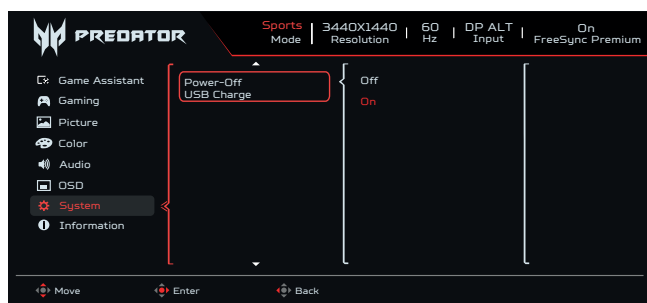 PREDATOR
Sports Mode
3440X1440 Resolution
60 Hz
DP ALT Input
On FreeSync Premium
Game Assistant
Gaming
Picture
Color
Audio
OSD
System
Information
Power-Off
USB Charge
Off
On
Move
Enter
Back